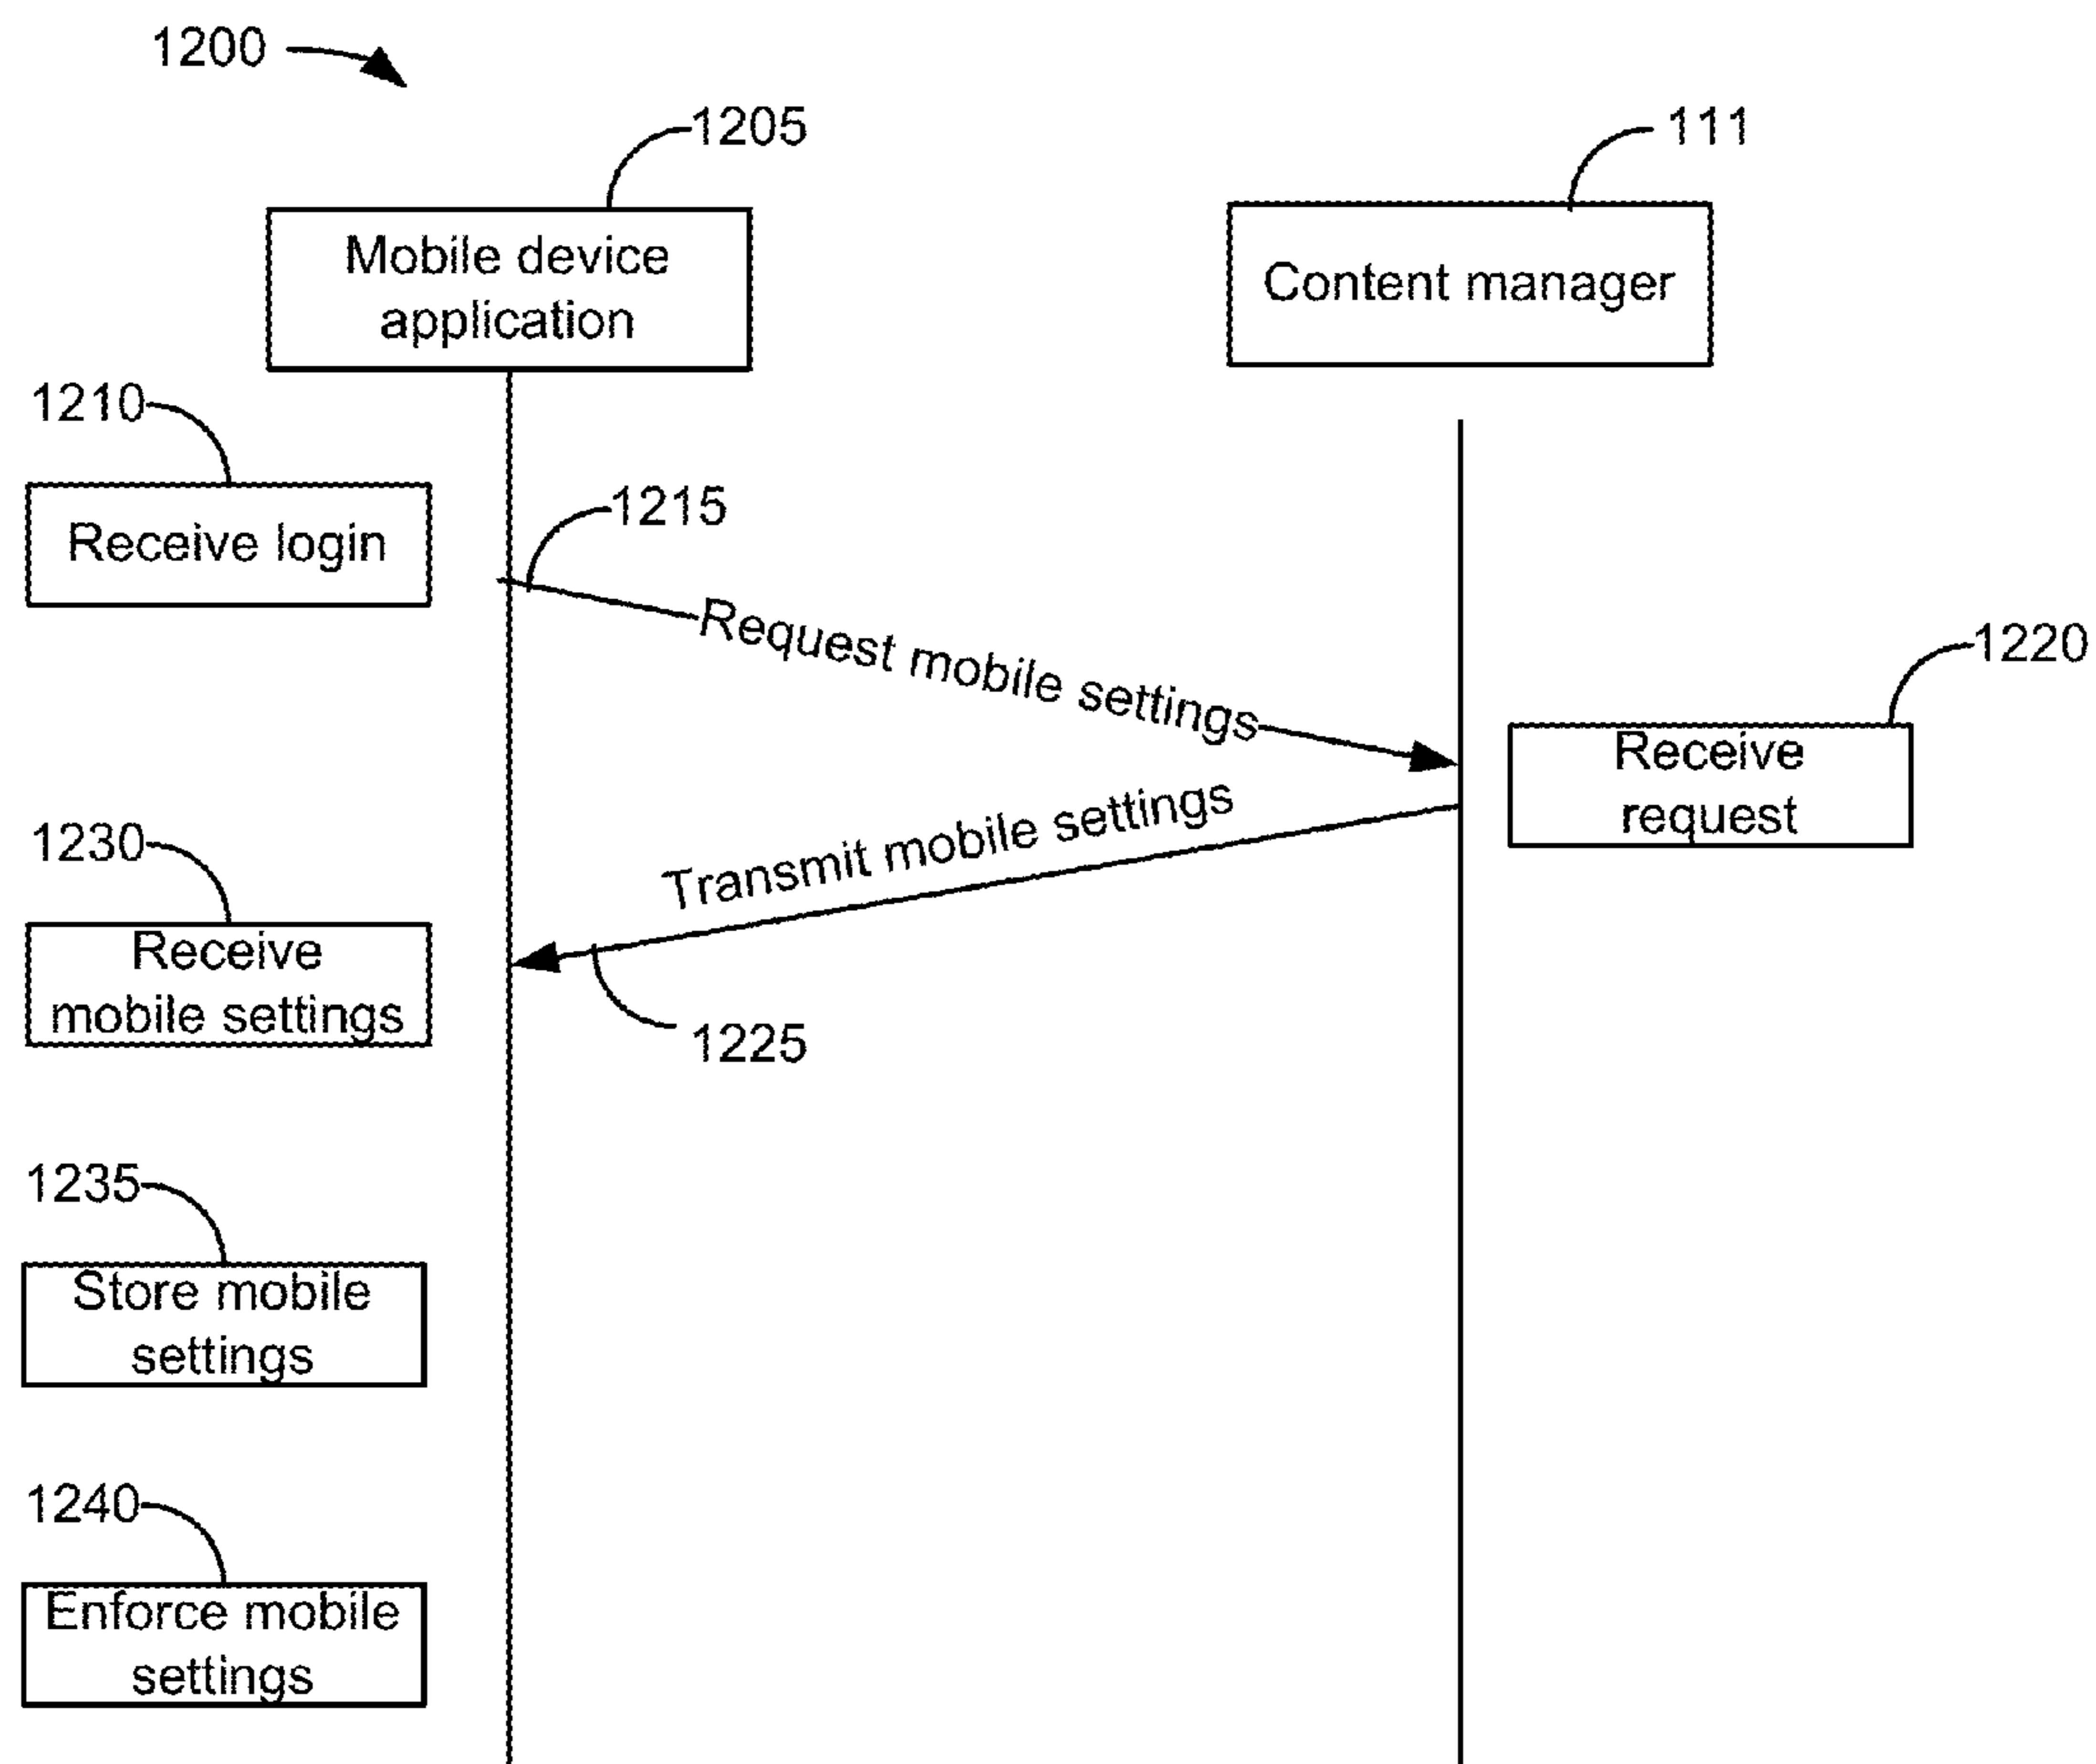 1200
1205
111
Mobile device
application
Content manager
1210
Receive login
1215
Request mobile settings
1220
Receive
request
Transmit mobile settings
1230
Receive
mobile settings
1225
1235
Store mobile
settings
1240
Enforce mobile
settings